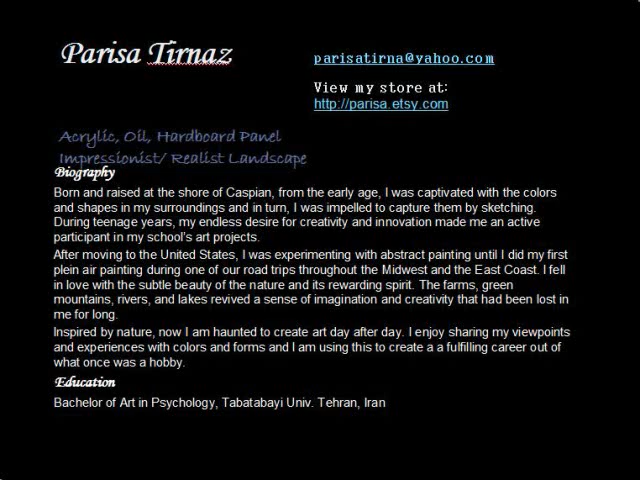 Parisa Tirnaz
parisatirna@yahoo.com
View my store at:
http://parisa.etsy.com
Acrylic, Oil, Hardboard Panel
Impressionist/ Realist Landscape
Biography
Born and raised at the shore of Caspian, from the early age, I was captivated with the colors
and shapes in my surroundings and in turn, I was impelled to capture them by sketching.
During teenage years, my endless desire for creativity and innovation made me an active
participant in my school's art projects.
After moving to the United States, I was experimenting with abstract painting until I did my first
plein air painting during one of our road trips throughout the Midwest and the East Coast. I fell
in love with the subtle beauty of the nature and its rewarding spirit. The farms, green
mountains, rivers, and lakes revived a sense of imagination and creativity that had been lost in
me for long.
Inspired by nature, now I am haunted to create art day after day. I enjoy sharing my viewpoints
and experiences with colors and forms and I am using this to create a a fulfilling career out of
what once was a hobby.
Education
Bachelor of Art in Psychology, Tabatabayi Univ. Tehran, Iran